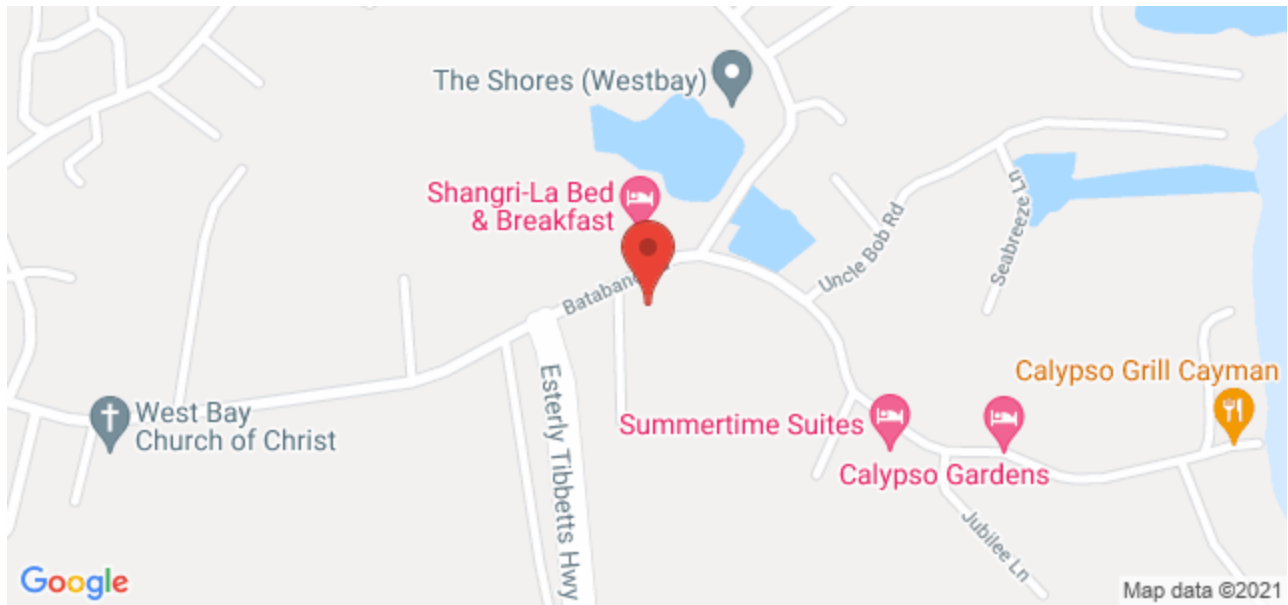 The Shores (Westbay)
Shangri-La Bed
& Breakfast
Uncle Bob Rd
Seabreeze Ln
Esterly Tibbetts Hwy
West Bay
Church of Christ
Calypso Grill Cayman
Summertime Suites
Calypso Gardens
Jubilee Ln
Google
Map data ©2021